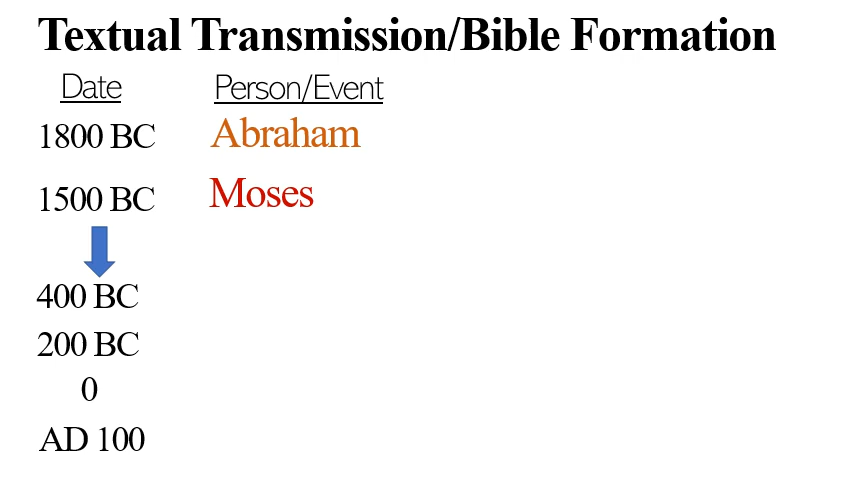 Textual Transmission/Bible Formation
Date Person/Event
1800 BC Abraham
1500 BC Moses
400 BC
200 BC
0
AD 100